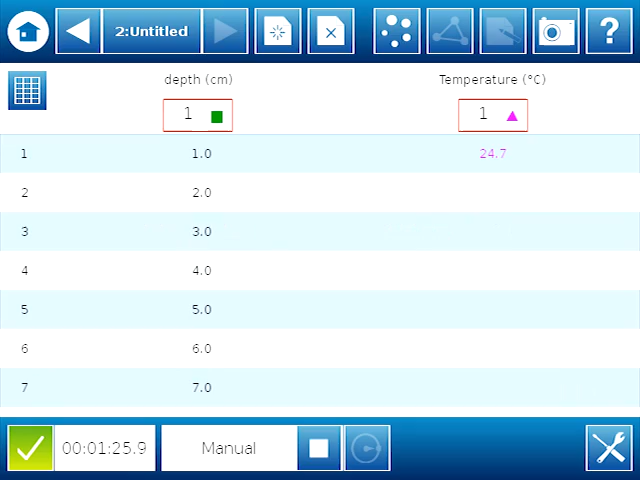 2:Untitled
?
depth (cm) Temperature (°C)
1 1
1 1.0 24.7
2 2.0
3 3.0
4 4.0
5 5.0
6 6.0
7 7.0
00:01:25.9 Manual